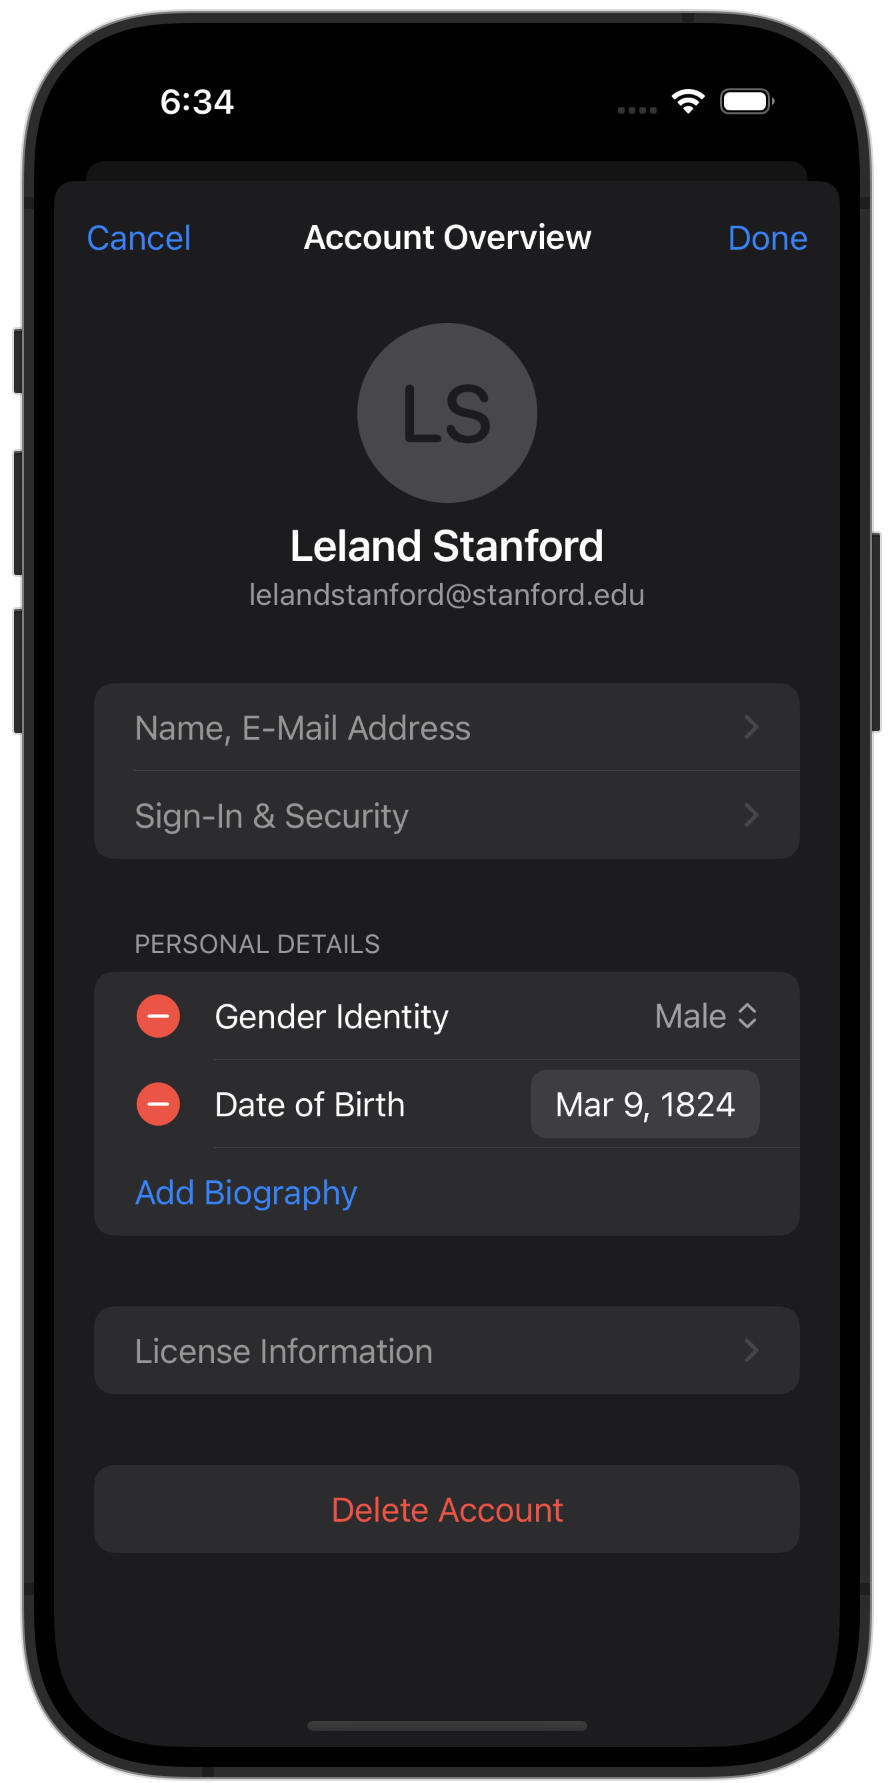 6:34
Cancel Account Overview Done
LS
Leland Stanford
lelandstanford@stanford.edu
Name, E-Mail Address
Sign-In & Security
PERSONAL DETAILS
Gender Identity Male
Date of Birth Mar 9, 1824
Add Biography
License Information
Delete Account